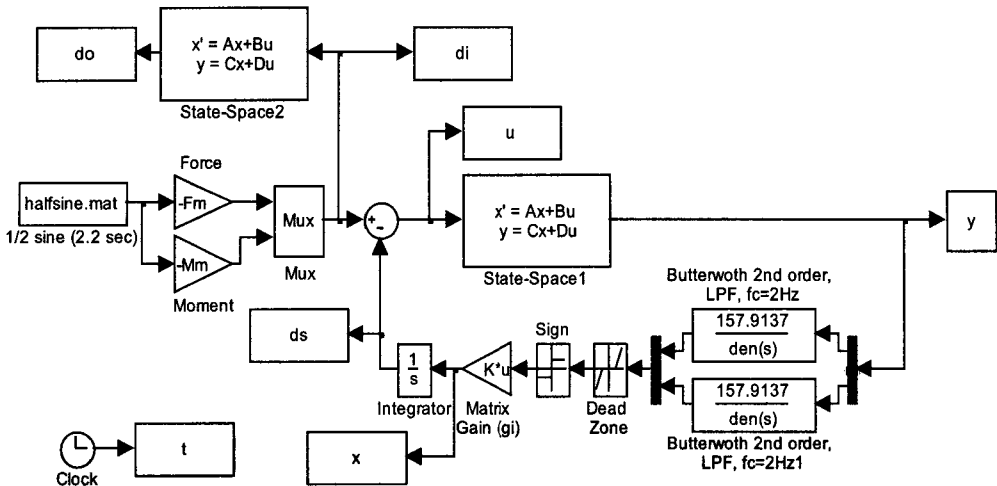 do
x' = Ax+Bu
y = Cx+Du
State-Space2
di
u
Force
halfsine.mat
1/2 sine (2.2 sec)
-Fm
-Mm
Moment
Mux
Mux
+
-
x' = Ax+Bu
y = Cx+Du
State-Space1
y
Butterwoth 2nd order,
LPF, fc=2Hz
157.9137
den(s)
157.9137
den(s)
Butterwoth 2nd order,
LPF, fc=2Hz1
ds
1
s
Integrator
K*u
Matrix
Gain (gi)
Sign
Dead
Zone
x
Clock
t